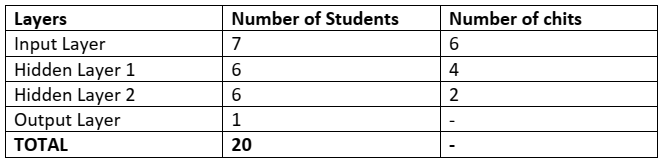 Layers Number of Students Number of chits
Input Layer 7 6
Hidden Layer 1 6 4
Hidden Layer 2 6 2
Output Layer 1 -
TOTAL 20 -